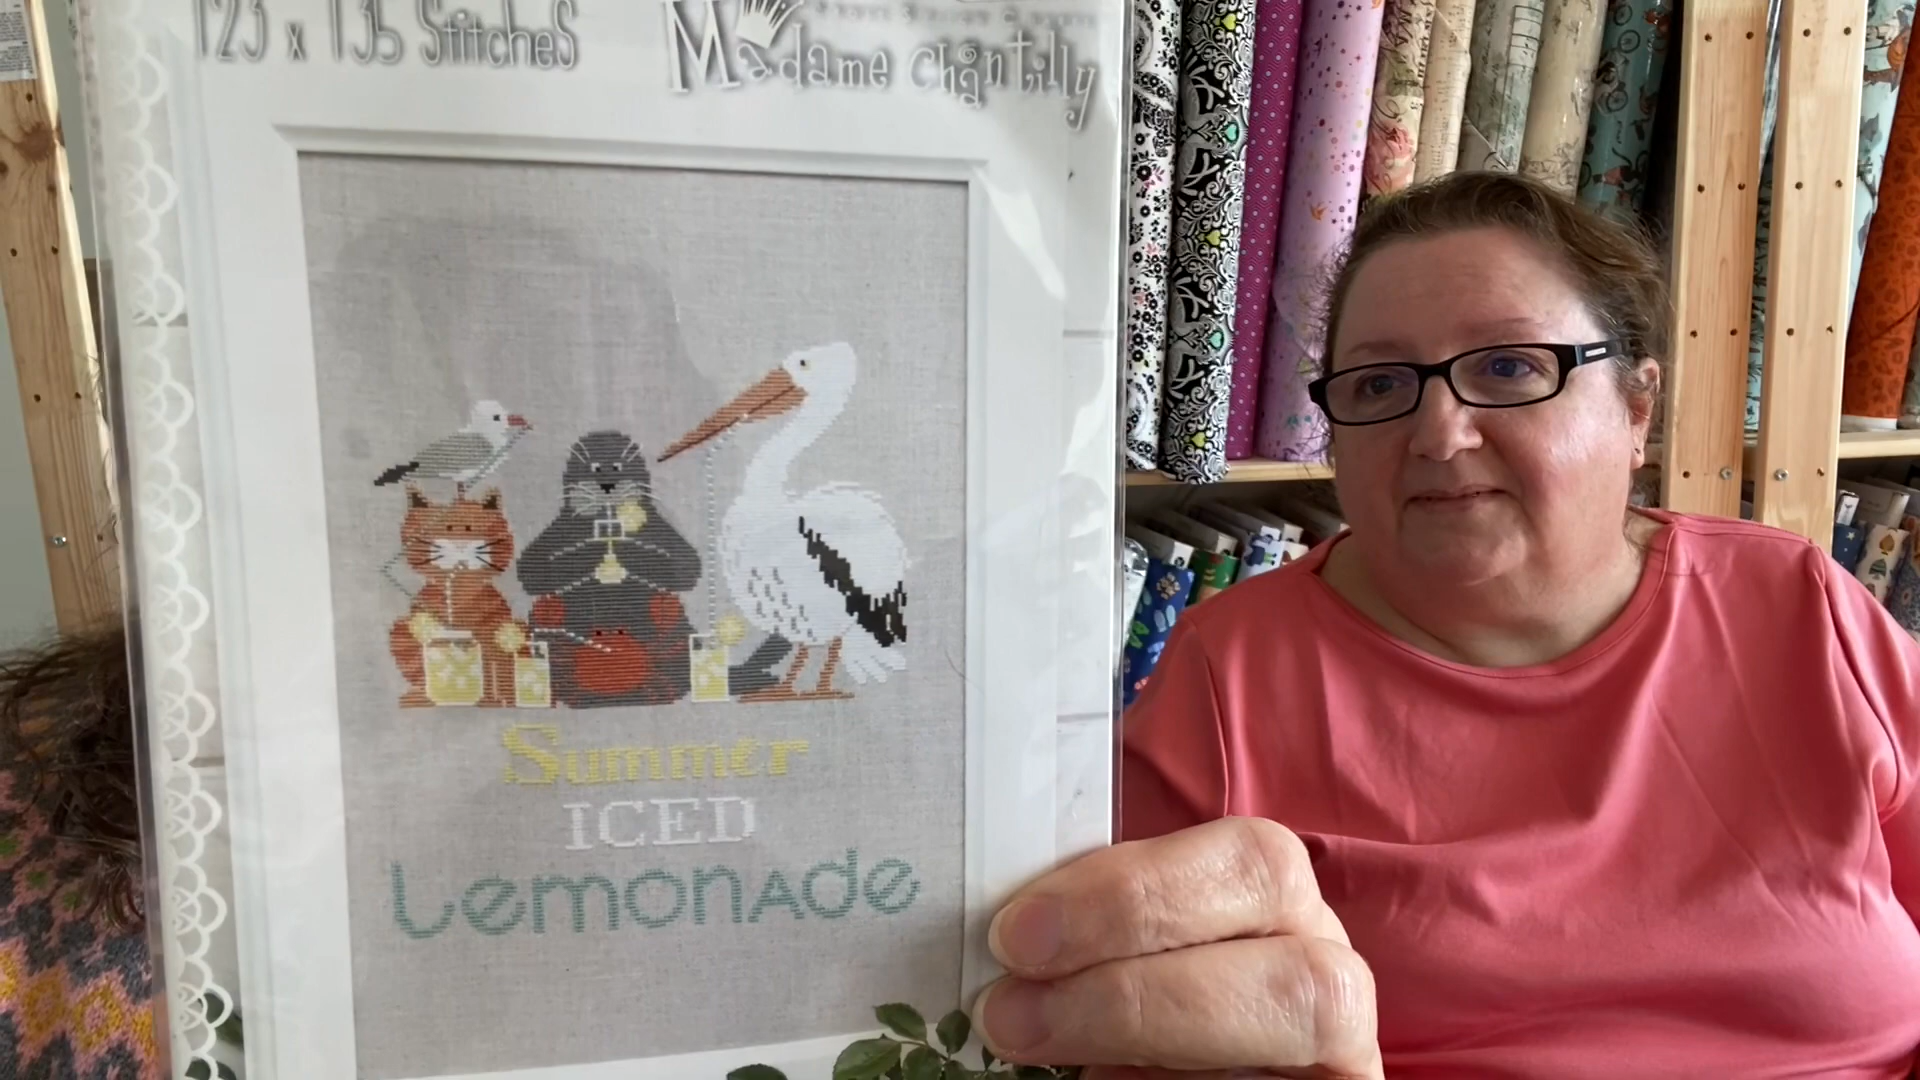 123 x 135 Stitches
Madame Chantilly
Summer
ICED
Lemonade